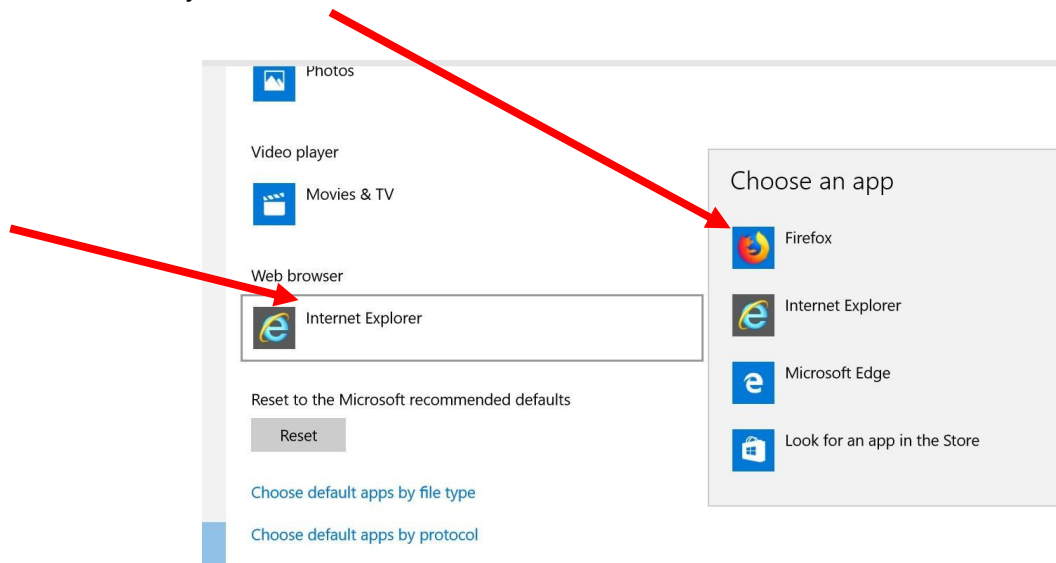 Photos
Video player
Movies & TV
Web browser
Internet Explorer
Reset to the Microsoft recommended defaults
Reset
Choose default apps by file type
Choose default apps by protocol
Choose an app
Firefox
Internet Explorer
Microsoft Edge
Look for an app in the Store